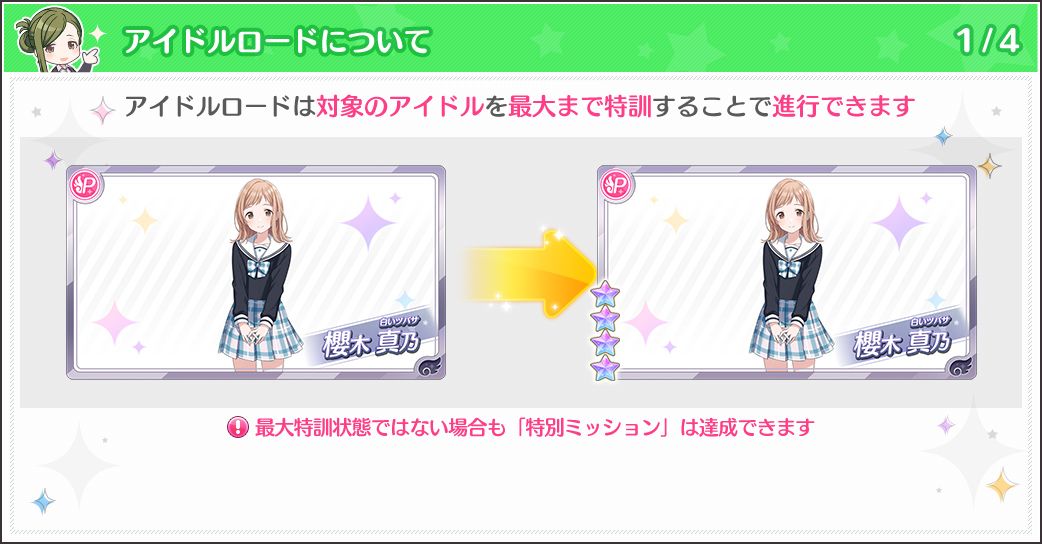 アイドルロードについて
1/4
アイドルロードは対象のアイドルを最大まで特訓することで進行できます
P
白いツバサ
櫻木 真乃
P
白いツバサ
櫻木 真乃
! 最大特訓状態ではない場合も「特別ミッション」は達成できます